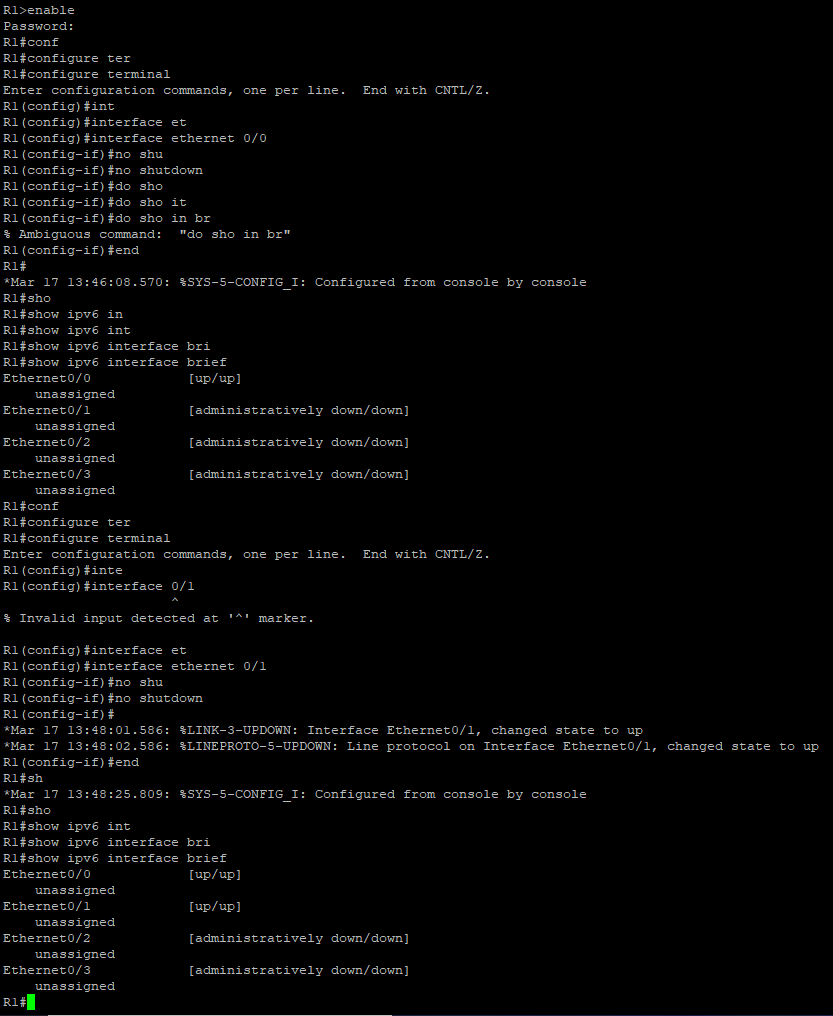 R1>enable
Password:
R1#conf
R1#configure ter
R1#configure terminal
Enter configuration commands, one per line.  End with CNTL/Z.
R1(config)#int
R1(config)#interface et
R1(config)#interface ethernet 0/0
R1(config-if)#no shu
R1(config-if)#no shutdown
R1(config-if)#do sho
R1(config-if)#do sho it
R1(config-if)#do sho in br
% Ambiguous command:  "do sho in br"
R1(config-if)#end
R1#
*Mar 17 13:46:08.570: %SYS-5-CONFIG_I: Configured from console by console
R1#sho
R1#show ipv6 in
R1#show ipv6 int
R1#show ipv6 interface bri
R1#show ipv6 interface brief
Ethernet0/0            [up/up]
    unassigned
Ethernet0/1            [administratively down/down]
    unassigned
Ethernet0/2            [administratively down/down]
    unassigned
Ethernet0/3            [administratively down/down]
    unassigned
R1#conf
R1#configure ter
R1#configure terminal
Enter configuration commands, one per line.  End with CNTL/Z.
R1(config)#inte
R1(config)#interface 0/1
                     ^
% Invalid input detected at '^' marker.

R1(config)#interface et
R1(config)#interface ethernet 0/1
R1(config-if)#no shu
R1(config-if)#no shutdown
R1(config-if)#
*Mar 17 13:48:01.586: %LINK-3-UPDOWN: Interface Ethernet0/1, changed state to up
*Mar 17 13:48:02.586: %LINEPROTO-5-UPDOWN: Line protocol on Interface Ethernet0/1, changed state to up
R1(config-if)#end
R1#sh
*Mar 17 13:48:25.809: %SYS-5-CONFIG_I: Configured from console by console
R1#sho
R1#show ipv6 int
R1#show ipv6 interface bri
R1#show ipv6 interface brief
Ethernet0/0            [up/up]
    unassigned
Ethernet0/1            [up/up]
    unassigned
Ethernet0/2            [administratively down/down]
    unassigned
Ethernet0/3            [administratively down/down]
    unassigned
R1#